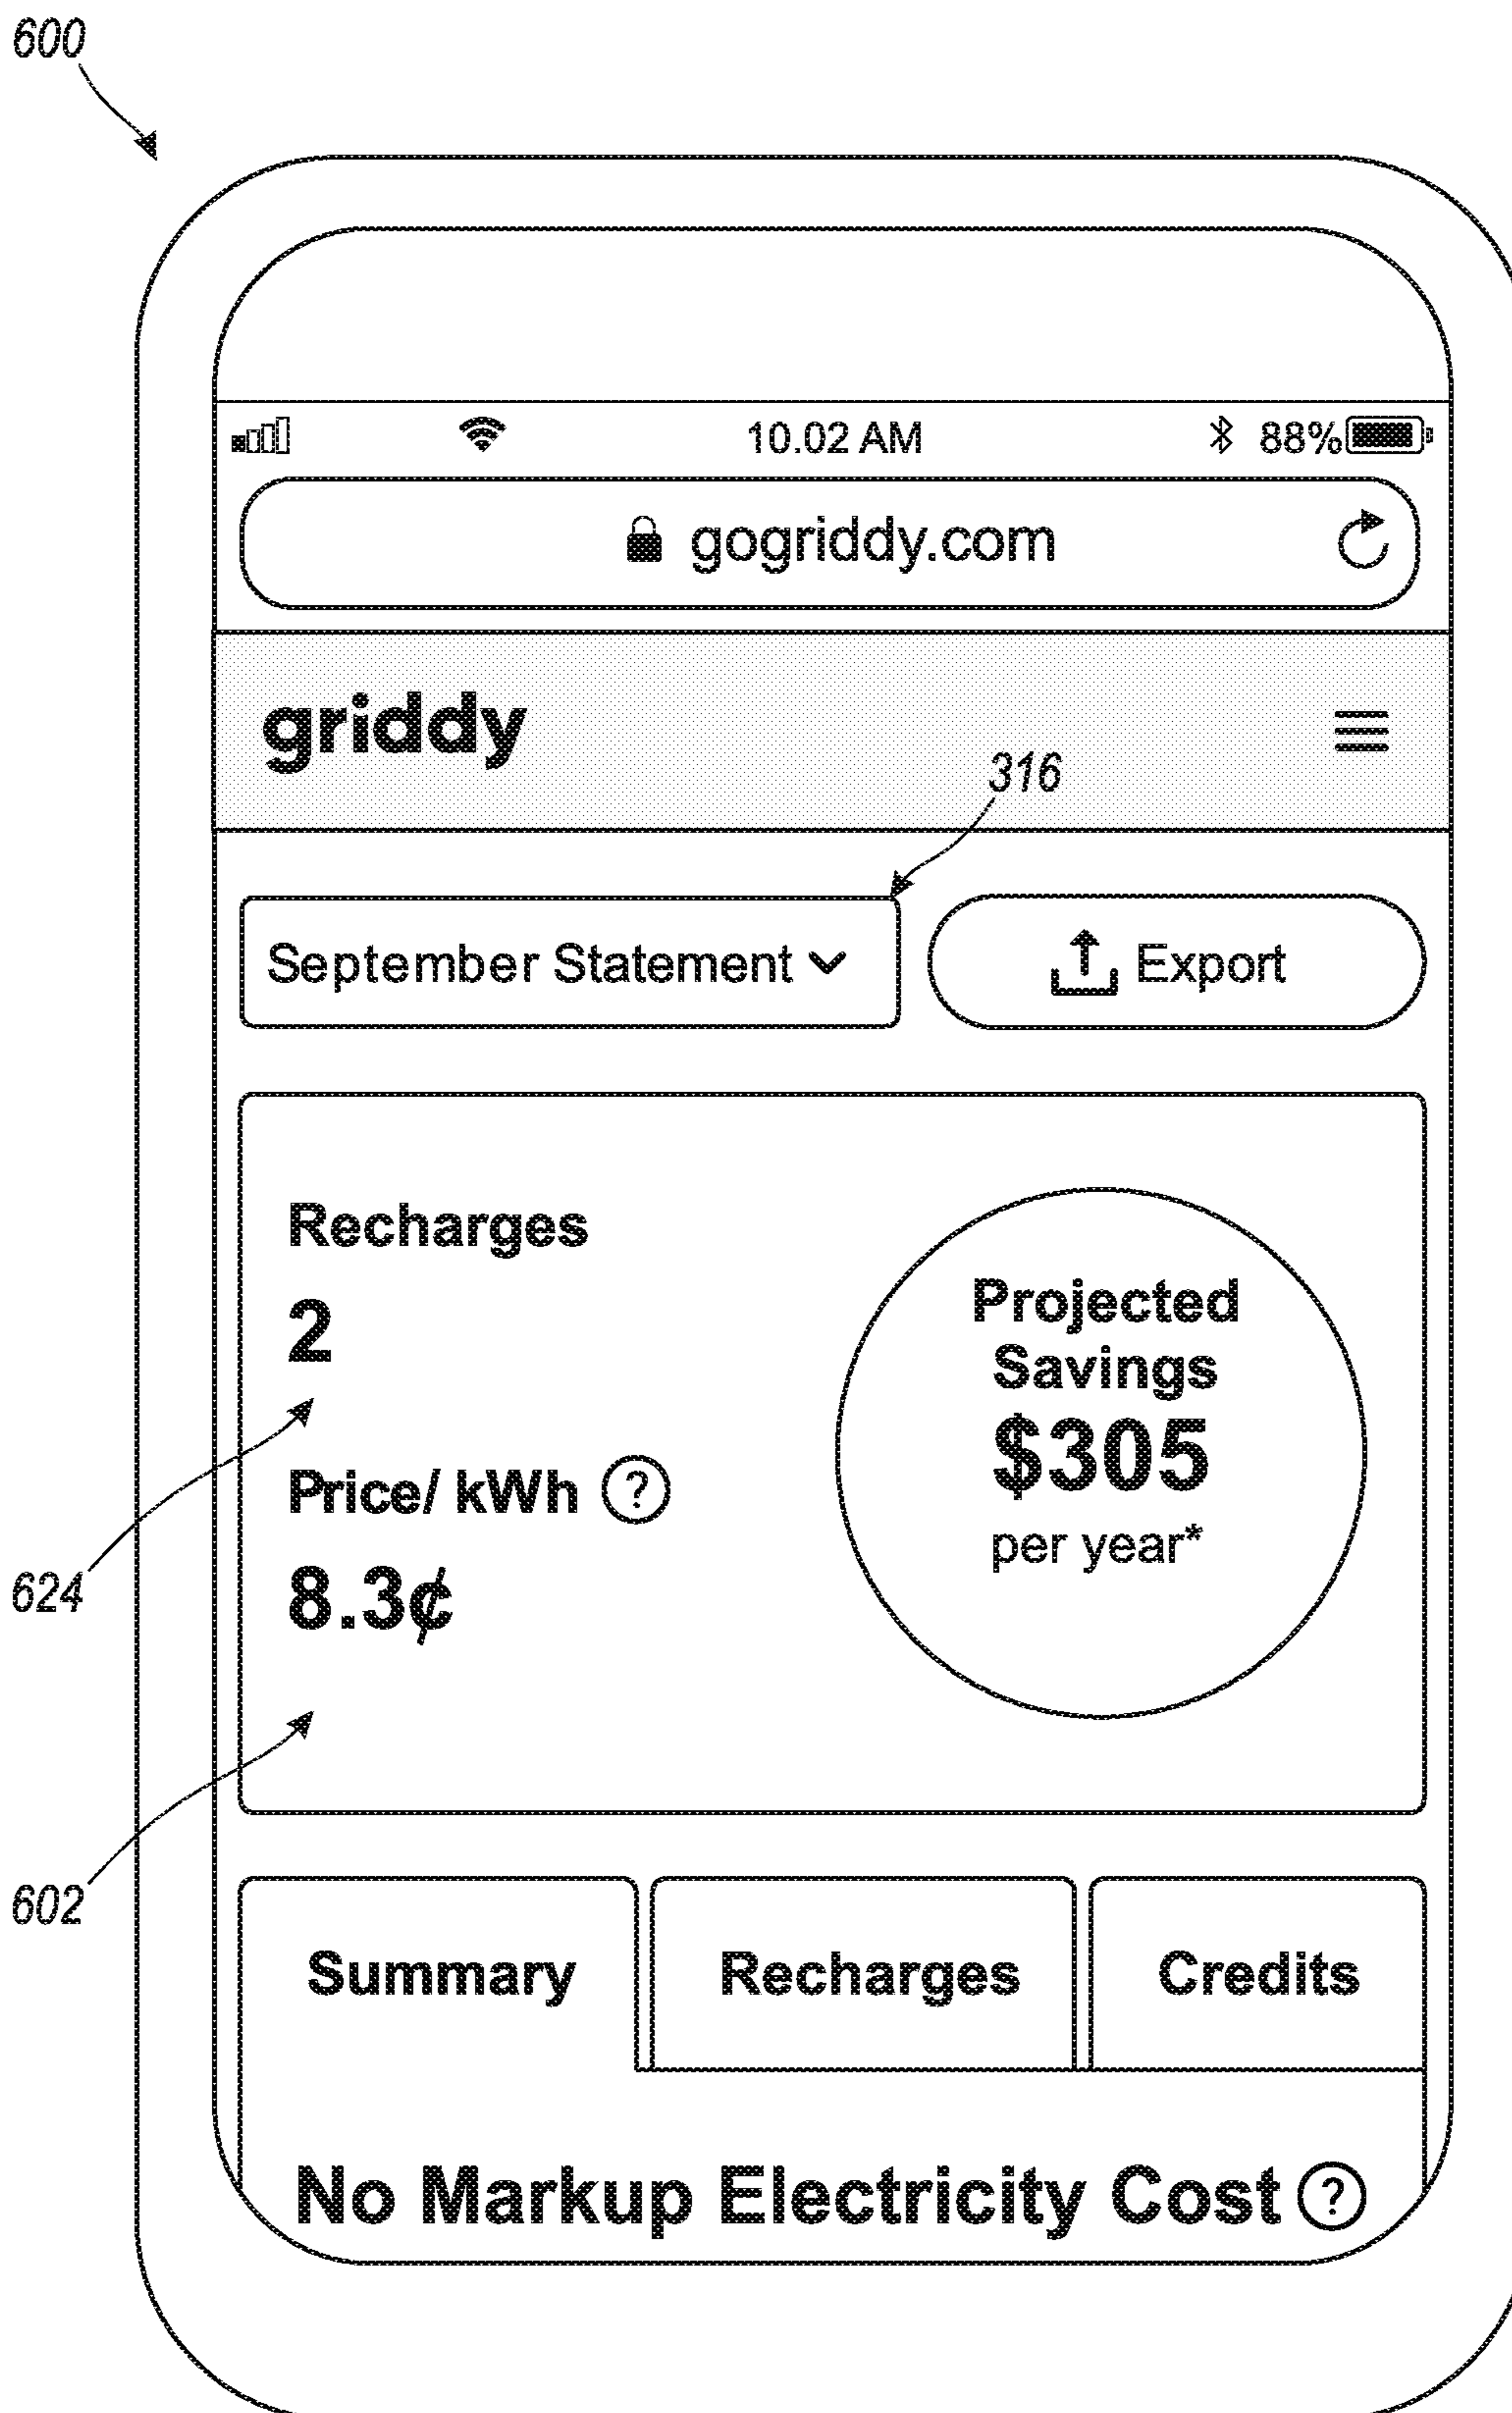 600
10.02 AM 88%
gogriddy.com
griddy
316
September Statement Export
Recharges
2
Projected
Savings
$305
per year*
Price/ kWh ?
8.3¢
624
602
Summary Recharges Credits
No Markup Electricity Cost ?